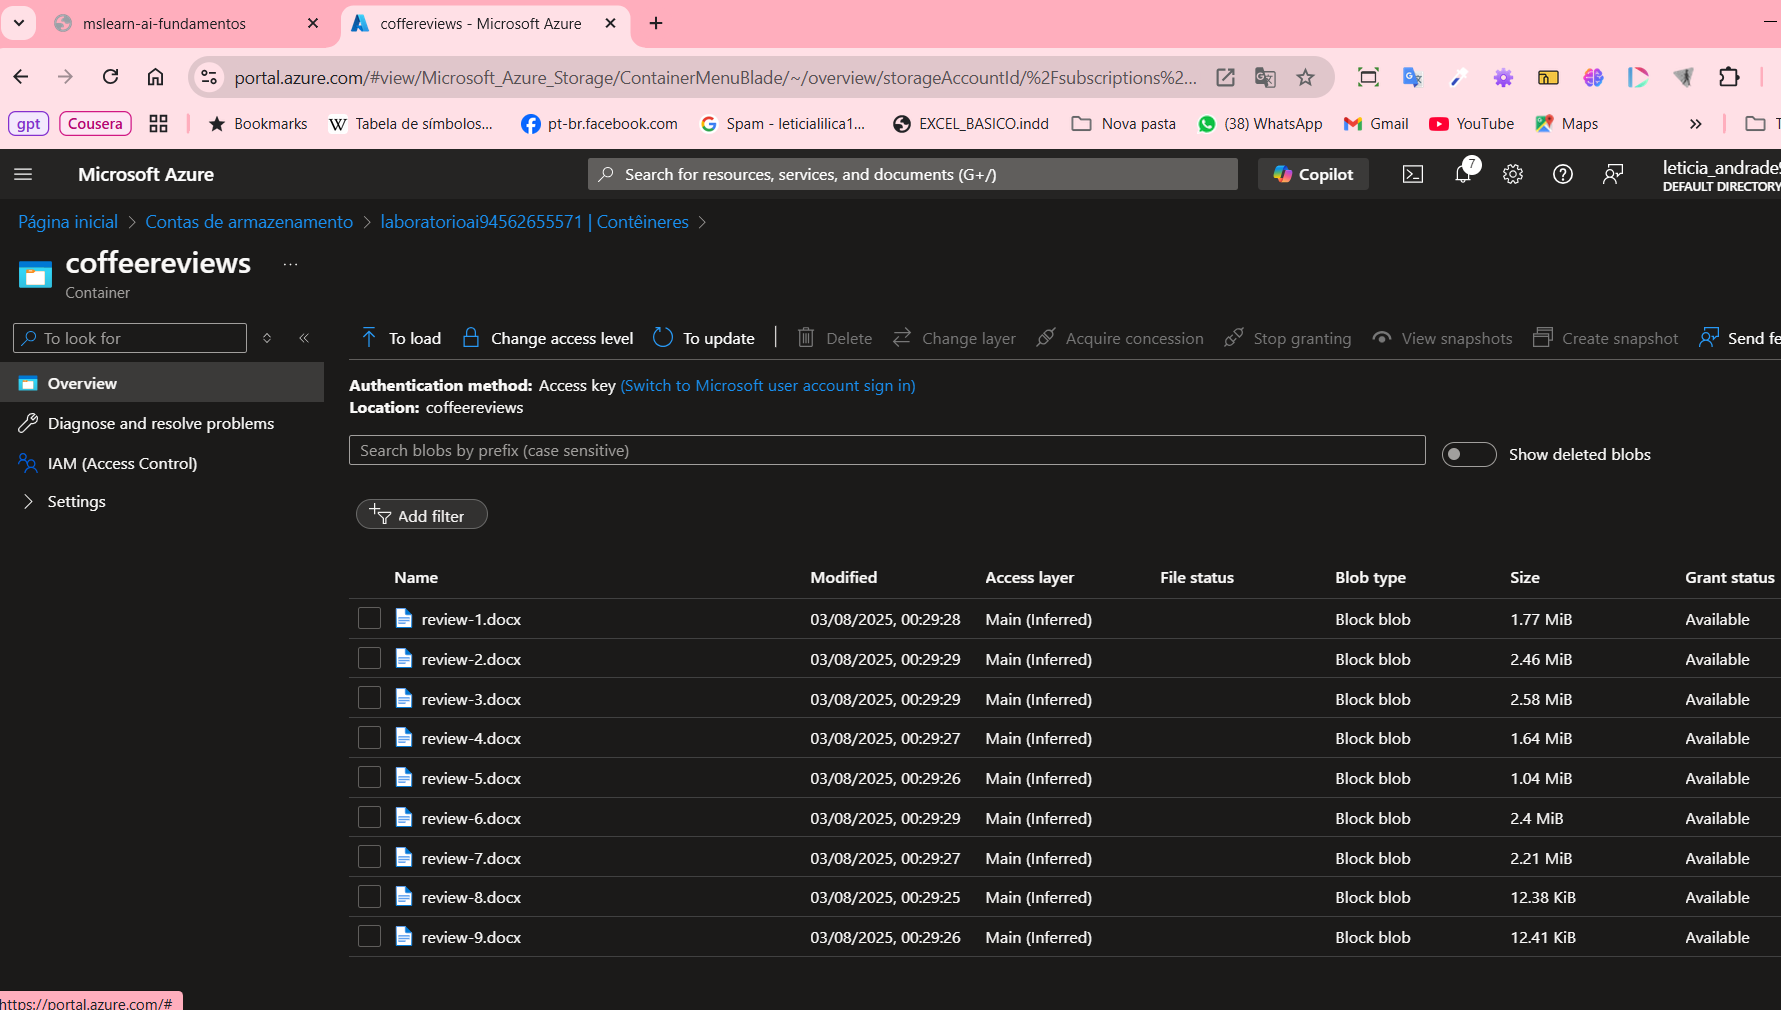 mslearn-ai-fundamentos
coffereviews - Microsoft Azure
portal.azure.com/#view/Microsoft_Azure_Storage/ContainerMenuBlade/~/overview/storageAccountId/%2Fsubscriptions%2...
gpt Cousera Bookmarks Tabela de símbolos... pt-br.facebook.com Spam - leticialilica1... EXCEL_BASICO.indd Nova pasta (38) WhatsApp Gmail YouTube Maps
Microsoft Azure
Search for resources, services, and documents (G+/)
Copilot
7
leticia_andrade9
DEFAULT DIRECTORY
Página inicial > Contas de armazenamento > laboratorioai94562655571 | Contêineres >
coffeereviews ...
Container
To look for
Overview
Diagnose and resolve problems
IAM (Access Control)
Settings
To load Change access level To update Delete Change layer Acquire concession Stop granting View snapshots Create snapshot Send fe
Authentication method: Access key (Switch to Microsoft user account sign in)
Location: coffeereviews
Search blobs by prefix (case sensitive)
Show deleted blobs
Add filter
Name Modified Access layer File status Blob type Size Grant status
review-1.docx 03/08/2025, 00:29:28 Main (Inferred) Block blob 1.77 MiB Available
review-2.docx 03/08/2025, 00:29:29 Main (Inferred) Block blob 2.46 MiB Available
review-3.docx 03/08/2025, 00:29:29 Main (Inferred) Block blob 2.58 MiB Available
review-4.docx 03/08/2025, 00:29:27 Main (Inferred) Block blob 1.64 MiB Available
review-5.docx 03/08/2025, 00:29:26 Main (Inferred) Block blob 1.04 MiB Available
review-6.docx 03/08/2025, 00:29:29 Main (Inferred) Block blob 2.4 MiB Available
review-7.docx 03/08/2025, 00:29:27 Main (Inferred) Block blob 2.21 MiB Available
review-8.docx 03/08/2025, 00:29:25 Main (Inferred) Block blob 12.38 KiB Available
review-9.docx 03/08/2025, 00:29:26 Main (Inferred) Block blob 12.41 KiB Available
https://portal.azure.com/#